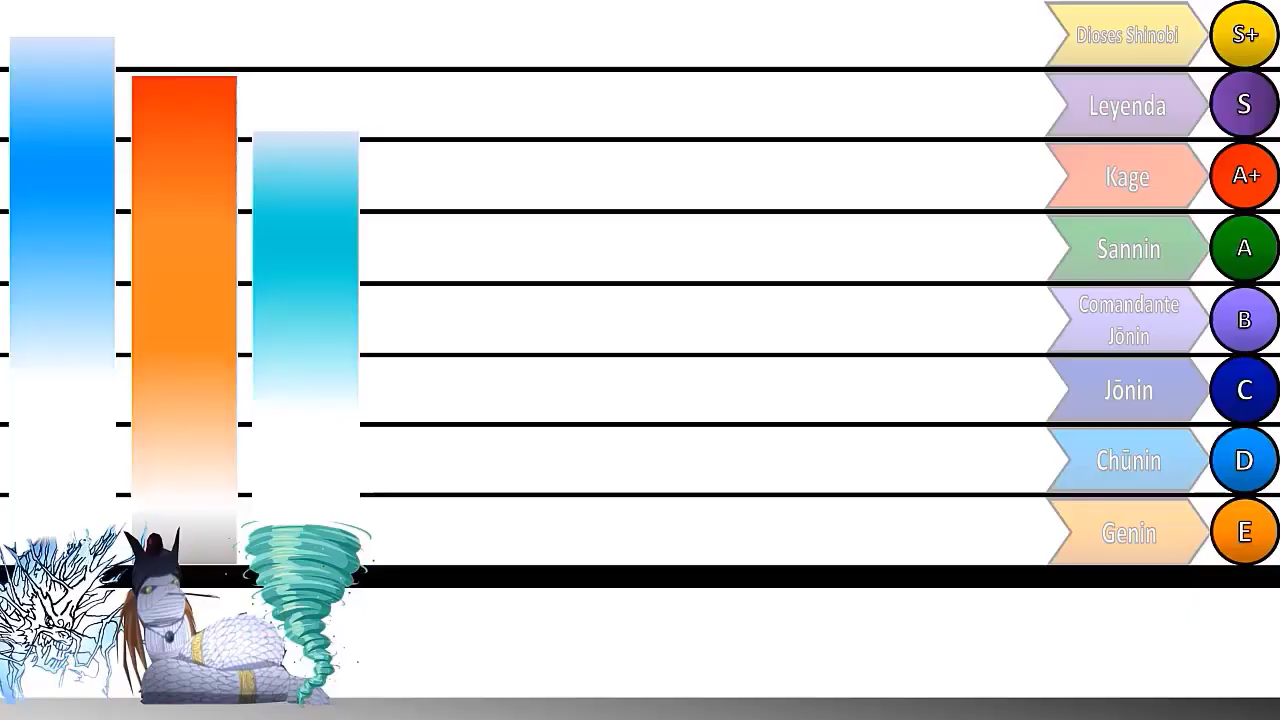 Dioses Shinobi S+
Leyenda S
Kage A+
Sannin A
Comandante
Jōnin B
Jōnin C
Chūnin D
Genin E